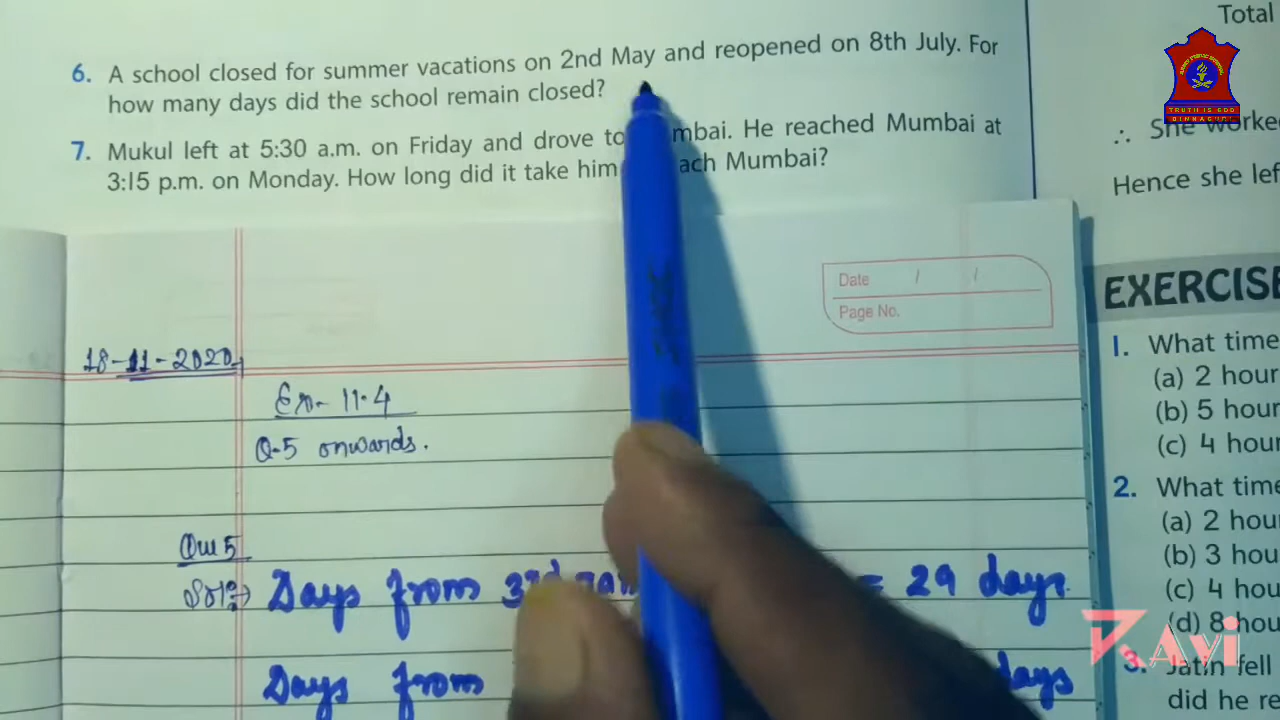 Total
6. A school closed for summer vacations on 2nd May and reopened on 8th July. For
how many days did the school remain closed?
7. Mukul left at 5:30 a.m. on Friday and drove to mbai. He reached Mumbai at
3:15 p.m. on Monday. How long did it take him ach Mumbai?
TRUTH IS GOD
BINNAGURI
∴ She worke
Hence she lef
Date / /
Page No.
18-11-2020
Ex- 11.4
Q-5 onwards.
Que 5
Days from 3rd = 29 days.
Days from days
EXERCISE
1. What time
(a) 2 hour
(b) 5 hour
(c) 4 hour
2. What time
(a) 2 hou
(b) 3 hou
(c) 4 hou
(d) 8 hou
3. Jatin fell
did he re
RAVi